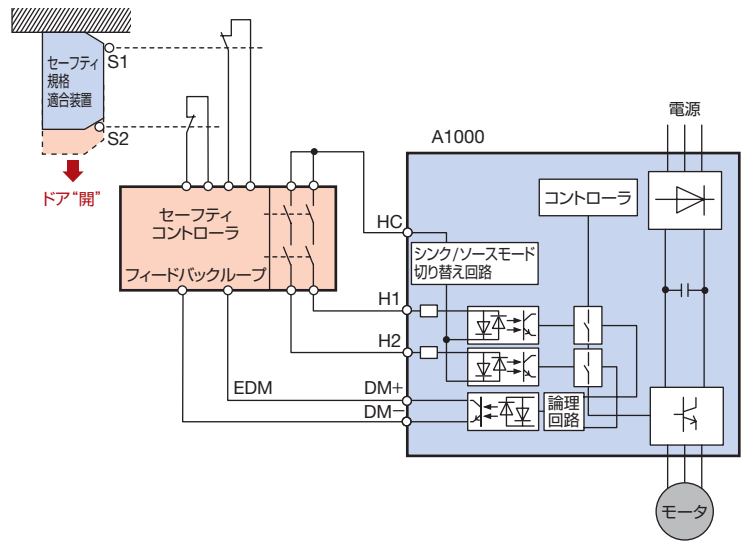 セーフティ
規格
適合装置
S1
S2
ドア“開”
セーフティ
コントローラ
フィードバックループ
EDM
A1000
電源
コントローラ
HC
シンク/ソースモード
切り替え回路
H1
H2
DM+
DM−
論理
回路
モータ